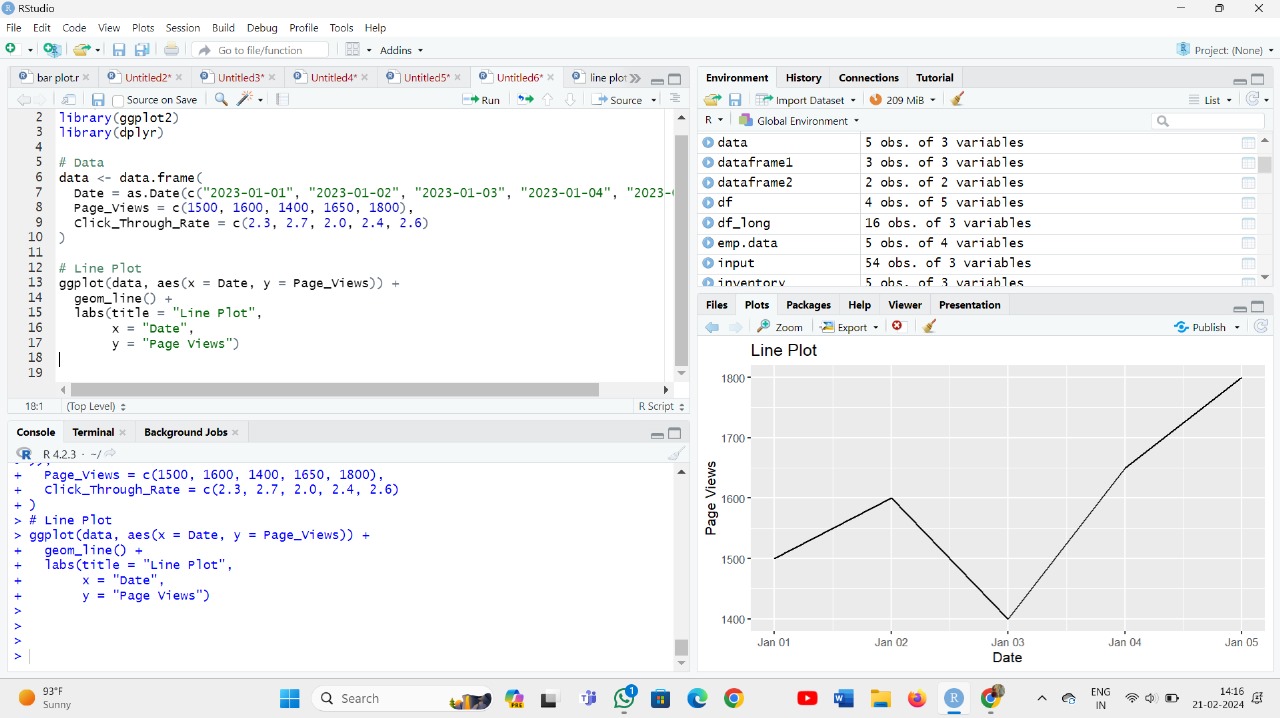 RStudio
File Edit Code View Plots Session Build Debug Profile Tools Help
Go to file/function Addins Project: (None)
bar plot.r Untitled2* Untitled3* Untitled4* Untitled5* Untitled6* line plot
Source on Save Run Source
2 library(ggplot2)
3 library(dplyr)
4
5 # Data
6 data <- data.frame(
7 Date = as.Date(c("2023-01-01", "2023-01-02", "2023-01-03", "2023-01-04", "2023-
8 Page_Views = c(1500, 1600, 1400, 1650, 1800),
9 Click_Through_Rate = c(2.3, 2.7, 2.0, 2.4, 2.6)
10 )
11
12 # Line Plot
13 ggplot(data, aes(x = Date, y = Page_Views)) +
14 geom_line() +
15 labs(title = "Line Plot",
16 x = "Date",
17 y = "Page Views")
18
19
18:1 (Top Level) R Script
Console Terminal Background Jobs
R 4.2.3 · ~/
+ Page_Views = c(1500, 1600, 1400, 1650, 1800),
+ Click_Through_Rate = c(2.3, 2.7, 2.0, 2.4, 2.6)
+ )
> # Line Plot
> ggplot(data, aes(x = Date, y = Page_Views)) +
+ geom_line() +
+ labs(title = "Line Plot",
+ x = "Date",
+ y = "Page Views")
>
>
>
>
Environment History Connections Tutorial
Import Dataset 209 MiB List
R Global Environment
data 5 obs. of 3 variables
dataframe1 3 obs. of 3 variables
dataframe2 2 obs. of 2 variables
df 4 obs. of 5 variables
df_long 16 obs. of 3 variables
emp.data 5 obs. of 4 variables
input 54 obs. of 3 variables
inventory 5 obs. of 3 variables
Files Plots Packages Help Viewer Presentation
Zoom Export Publish
Line Plot
1800
1700
1600
1500
1400
Page Views
Jan 01 Jan 02 Jan 03 Jan 04 Jan 05
Date
93°F
Sunny
Search
PRE
1
ENG
IN
14:16
21-02-2024